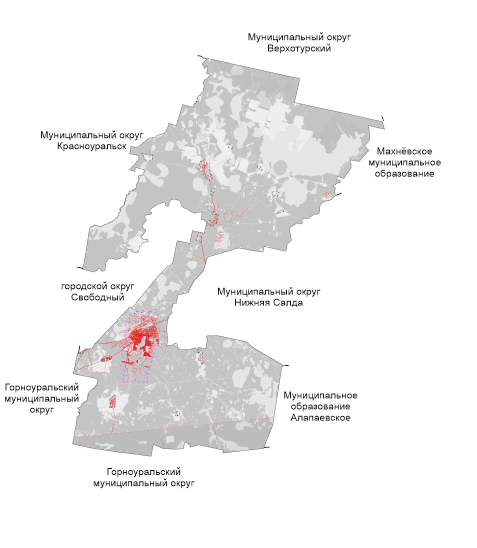 Муниципальный округ
Верхотурский
Муниципальный округ
Красноуральск
Махнёвское
муниципальное
образование
городской округ
Свободный
Муниципальный округ
Нижняя Салда
Горноуральский
муниципальный
округ
Муниципальное
образование
Алапаевское
Горноуральский
муниципальный округ